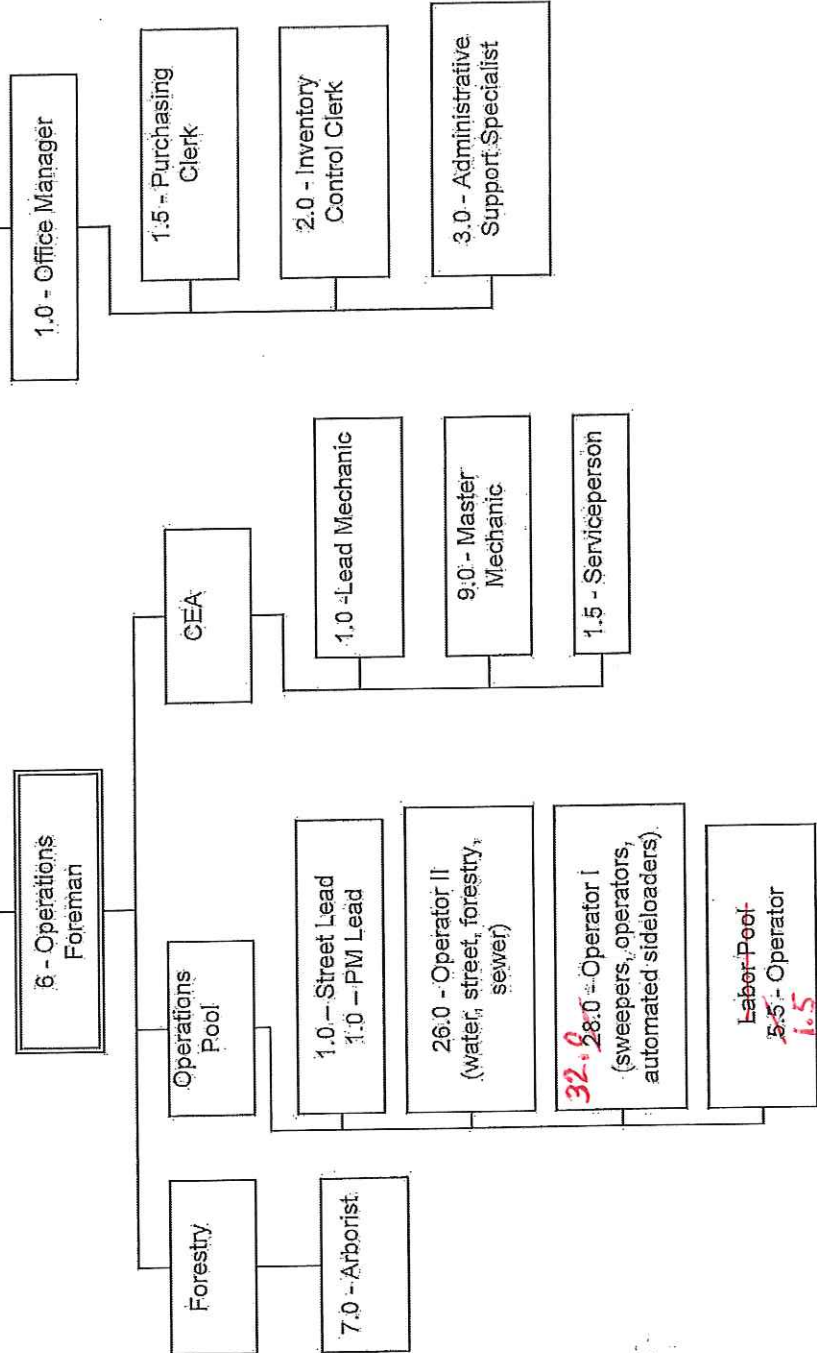 6 - Operations
Foreman
Forestry
7.0 - Arborist
Operations
Pool
1.0 - Street Lead
1.0 - PM Lead
26.0 - Operator II
(water, street, forestry,
sewer)
32.0 28.0 - Operator I
(sweepers, operators,
automated sideloaders)
Labor Pool
5.5 - Operator
1.5
CEA
1.0 -Lead Mechanic
9.0 - Master
Mechanic
1.5 - Serviceperson
1.0 - Office Manager
1.5 - Purchasing
Clerk
2.0 - Inventory
Control Clerk
3.0 - Administrative
Support Specialist